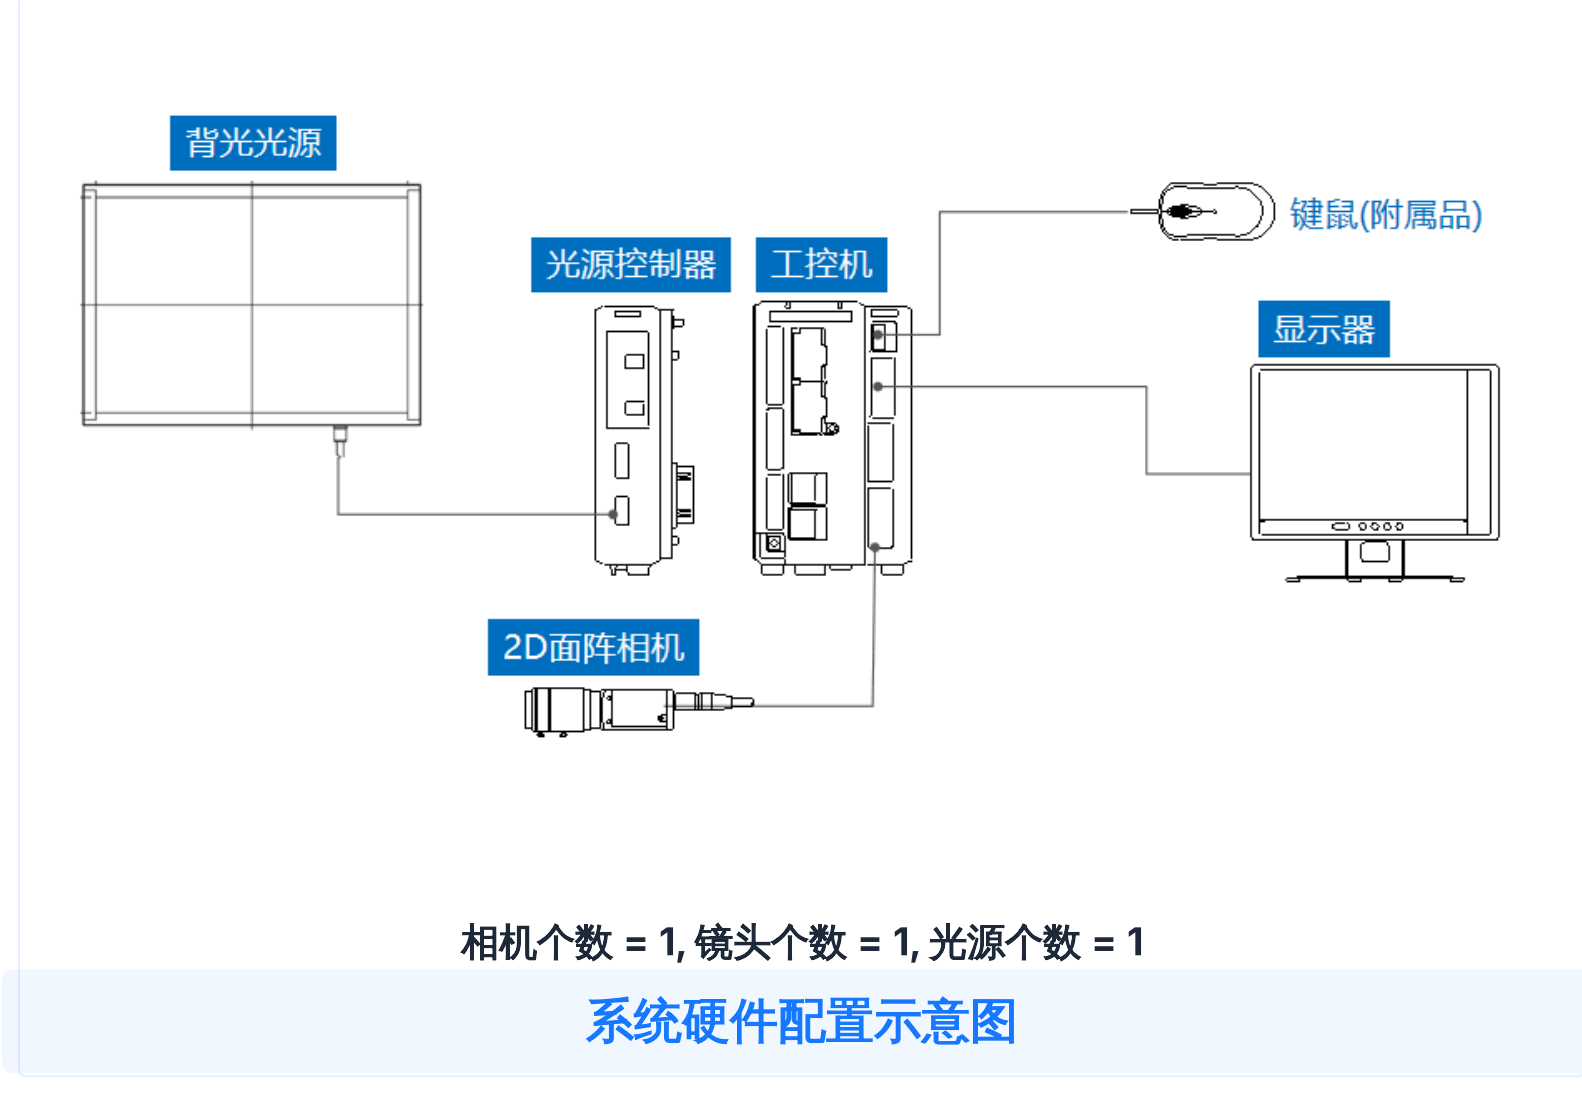 背光光源
键鼠(附属品)
光源控制器
工控机
显示器
2D面阵相机
相机个数 = 1, 镜头个数 = 1, 光源个数 = 1
系统硬件配置示意图